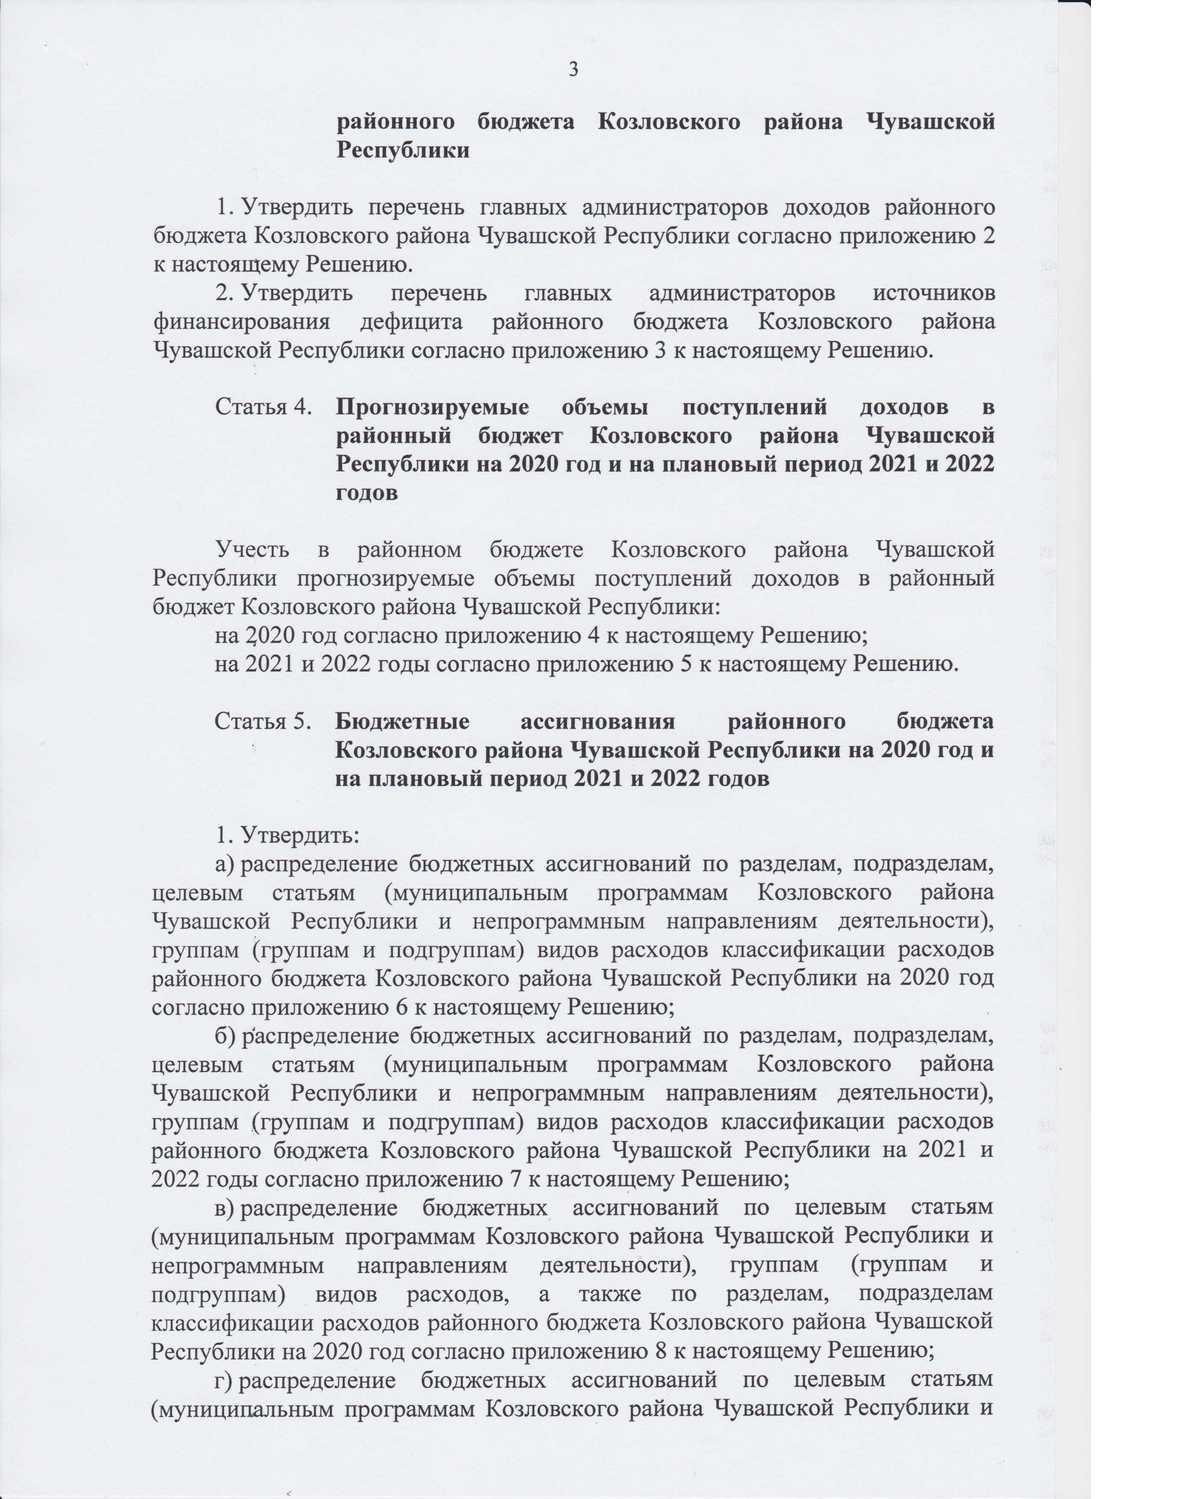 3
районного бюджета Козловского района Чувашской
Республики
1. Утвердить перечень главных администраторов доходов районного
бюджета Козловского района Чувашской Республики согласно приложению 2
к настоящему Решению.
2. Утвердить перечень главных администраторов источников
финансирования дефицита районного бюджета Козловского района
Чувашской Республики согласно приложению 3 к настоящему Решению.
Статья 4. Прогнозируемые объемы поступлений доходов в
районный бюджет Козловского района Чувашской
Республики на 2020 год и на плановый период 2021 и 2022
годов
Учесть в районном бюджете Козловского района Чувашской
Республики прогнозируемые объемы поступлений доходов в районный
бюджет Козловского района Чувашской Республики:
на 2020 год согласно приложению 4 к настоящему Решению;
на 2021 и 2022 годы согласно приложению 5 к настоящему Решению.
Статья 5. Бюджетные ассигнования районного бюджета
Козловского района Чувашской Республики на 2020 год и
на плановый период 2021 и 2022 годов
1. Утвердить:
а) распределение бюджетных ассигнований по разделам, подразделам,
целевым статьям (муниципальным программам Козловского района
Чувашской Республики и непрограммным направлениям деятельности),
группам (группам и подгруппам) видов расходов классификации расходов
районного бюджета Козловского района Чувашской Республики на 2020 год
согласно приложению 6 к настоящему Решению;
б) распределение бюджетных ассигнований по разделам, подразделам,
целевым статьям (муниципальным программам Козловского района
Чувашской Республики и непрограммным направлениям деятельности),
группам (группам и подгруппам) видов расходов классификации расходов
районного бюджета Козловского района Чувашской Республики на 2021 и
2022 годы согласно приложению 7 к настоящему Решению;
в) распределение бюджетных ассигнований по целевым статьям
(муниципальным программам Козловского района Чувашской Республики и
непрограммным направлениям деятельности), группам (группам и
подгруппам) видов расходов, а также по разделам, подразделам
классификации расходов районного бюджета Козловского района Чувашской
Республики на 2020 год согласно приложению 8 к настоящему Решению;
г) распределение бюджетных ассигнований по целевым статьям
(муниципальным программам Козловского района Чувашской Республики и